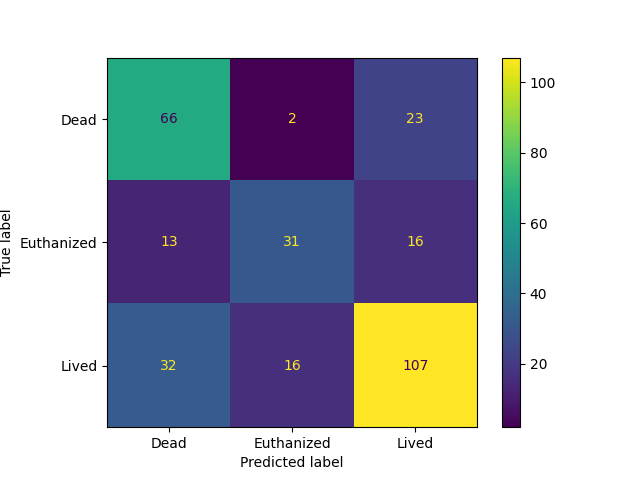 Dead 66 2 23
Euthanized 13 31 16
Lived 32 16 107
Dead Euthanized Lived
Predicted label
True label
100
80
60
40
20